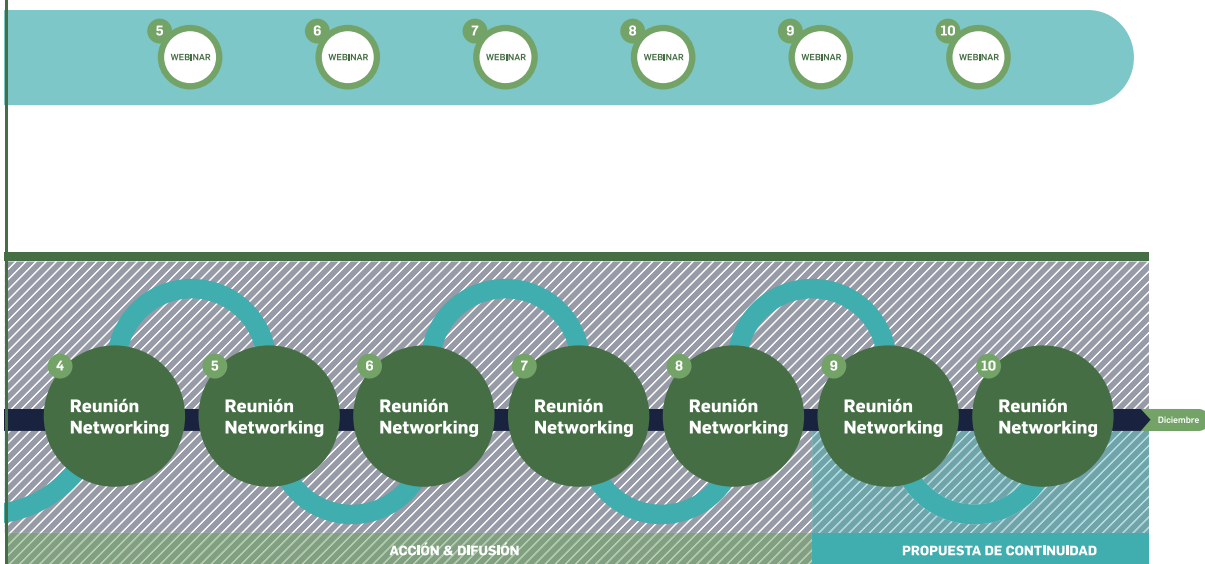 5
WEBINAR
6
WEBINAR
7
WEBINAR
8
WEBINAR
9
WEBINAR
10
WEBINAR
4
Reunión
Networking
5
Reunión
Networking
6
Reunión
Networking
7
Reunión
Networking
8
Reunión
Networking
9
Reunión
Networking
10
Reunión
Networking
Diciembre
ACCIÓN & DIFUSIÓN
PROPUESTA DE CONTINUIDAD